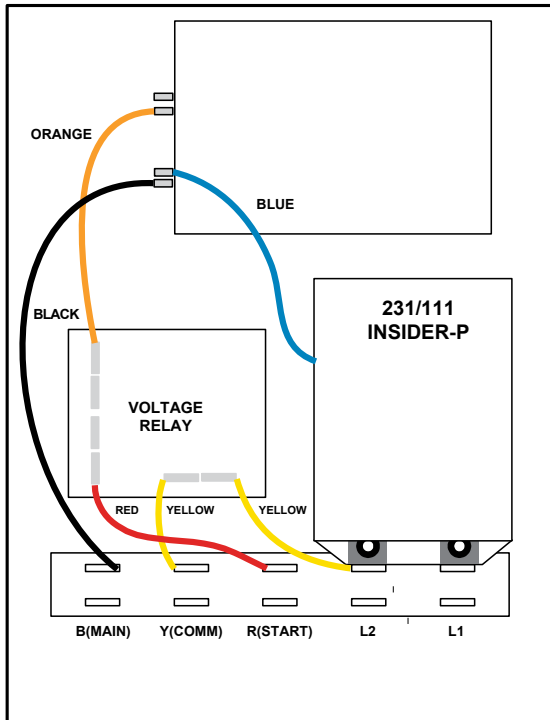 ORANGE
BLUE
BLACK
231/111
INSIDER-P
VOLTAGE
RELAY
RED YELLOW YELLOW
B(MAIN) Y(COMM) R(START) L2 L1